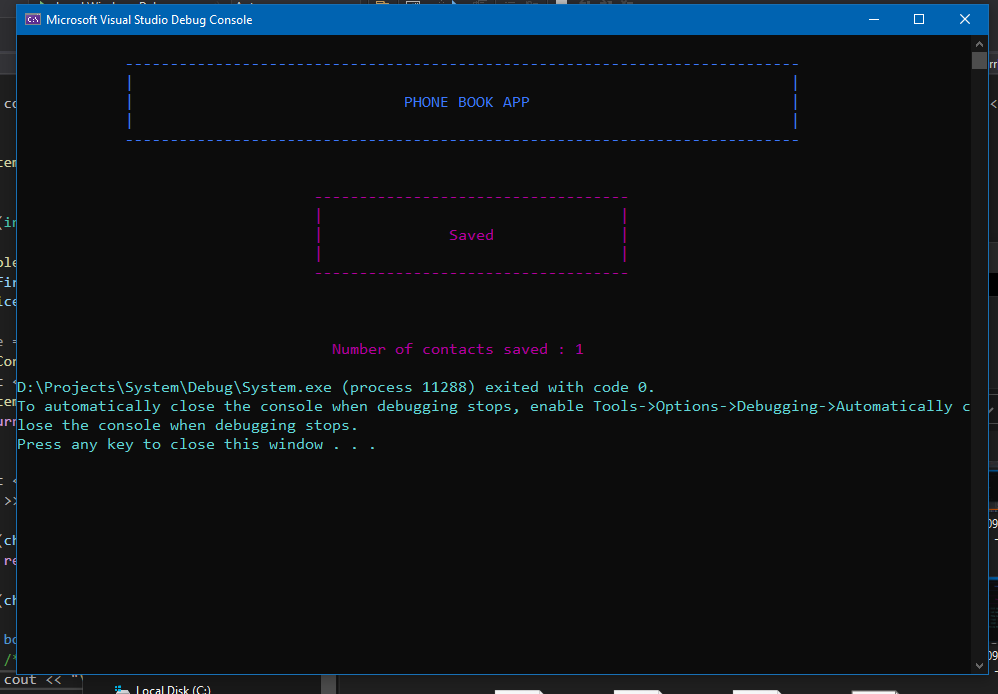 Microsoft Visual Studio Debug Console
PHONE BOOK APP
Saved
Number of contacts saved : 1
D:\Projects\System\Debug\System.exe (process 11288) exited with code 0.
To automatically close the console when debugging stops, enable Tools->Options->Debugging->Automatically c
lose the console when debugging stops.
Press any key to close this window . . .
cout << "\
Local Disk (C:)